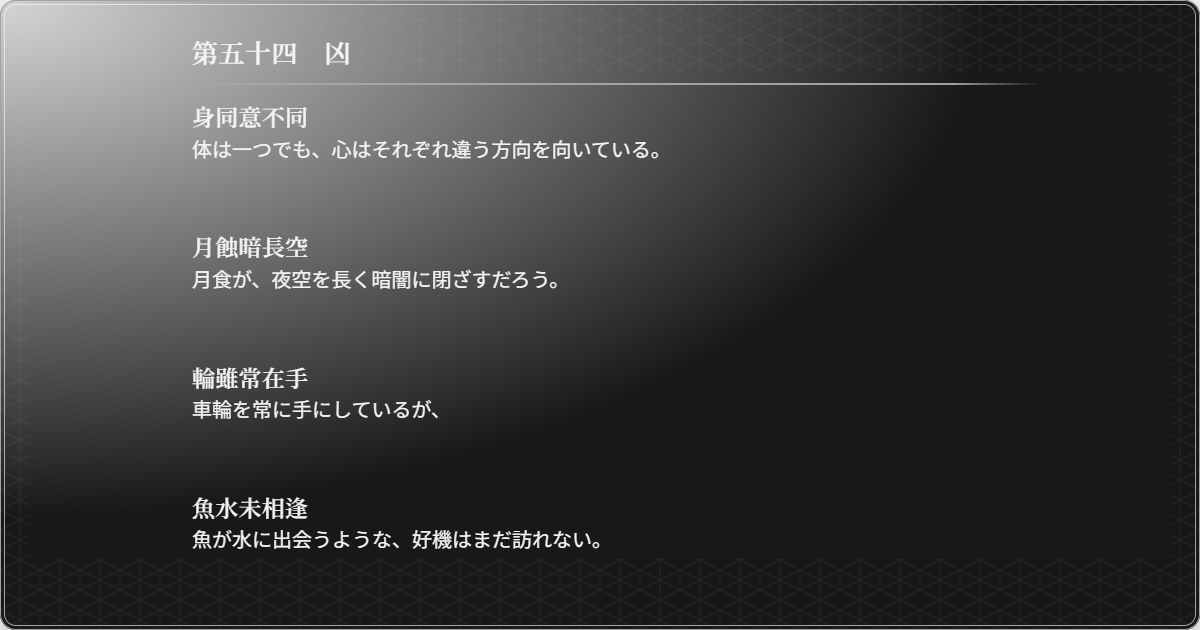 第五十四　凶
身同意不同
体は一つでも、心はそれぞれ違う方向を向いている。
月蝕暗長空
月食が、夜空を長く暗闇に閉ざすだろう。
輪雖常在手
車輪を常に手にしているが、
魚水未相逢
魚が水に出会うような、好機はまだ訪れない。